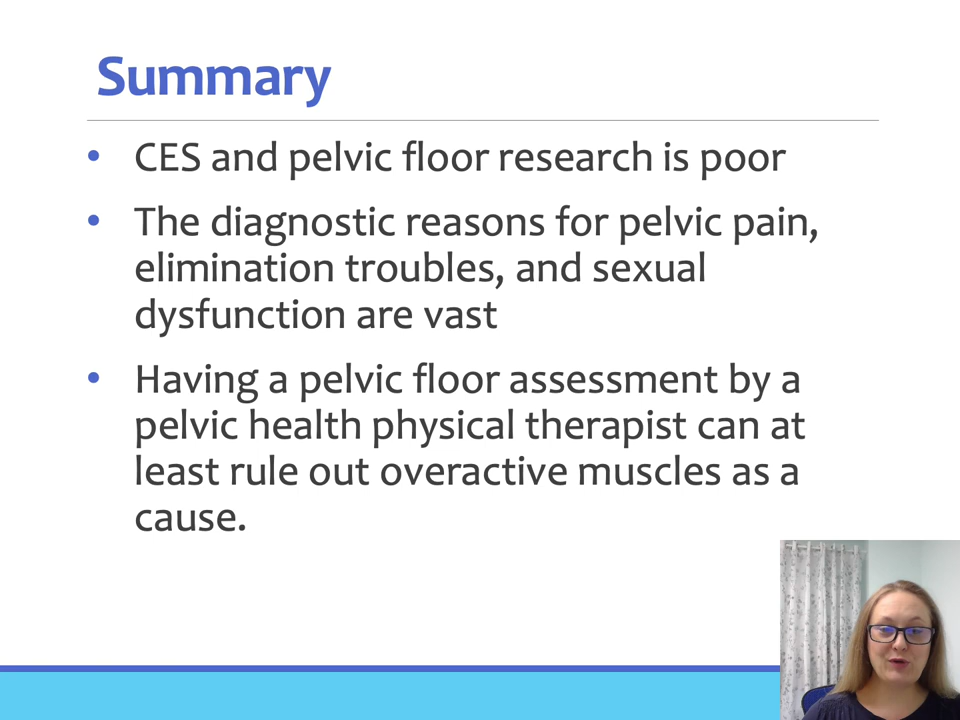 Summary
• CES and pelvic floor research is poor
• The diagnostic reasons for pelvic pain,
elimination troubles, and sexual
dysfunction are vast
• Having a pelvic floor assessment by a
pelvic health physical therapist can at
least rule out overactive muscles as a
cause.